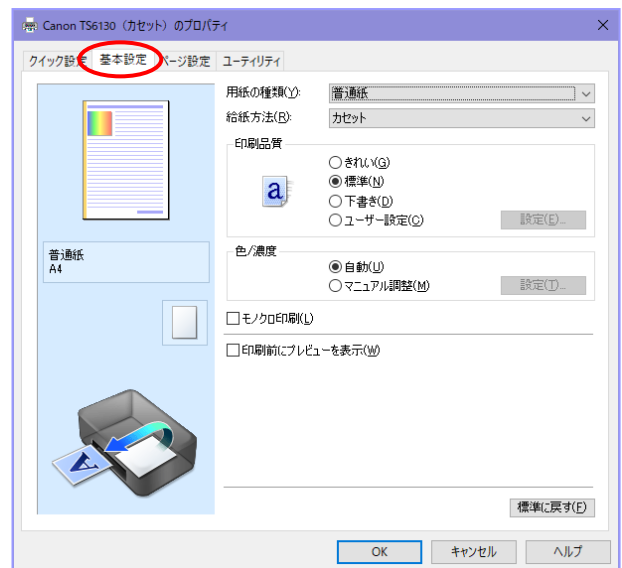 Canon TS6130 (カセット) のプロパティ
クイック設定 基本設定 ページ設定 ユーティリティ
用紙の種類(Y): 普通紙
給紙方法(R): カセット
印刷品質
きれい(G)
a 標準(N)
下書き(D)
ユーザー設定(C) 設定(E)...
普通紙
A4
色/濃度
自動(U)
マニュアル調整(M) 設定(T)...
モノクロ印刷(L)
印刷前にプレビューを表示(W)
A
標準に戻す(F)
OK キャンセル ヘルプ